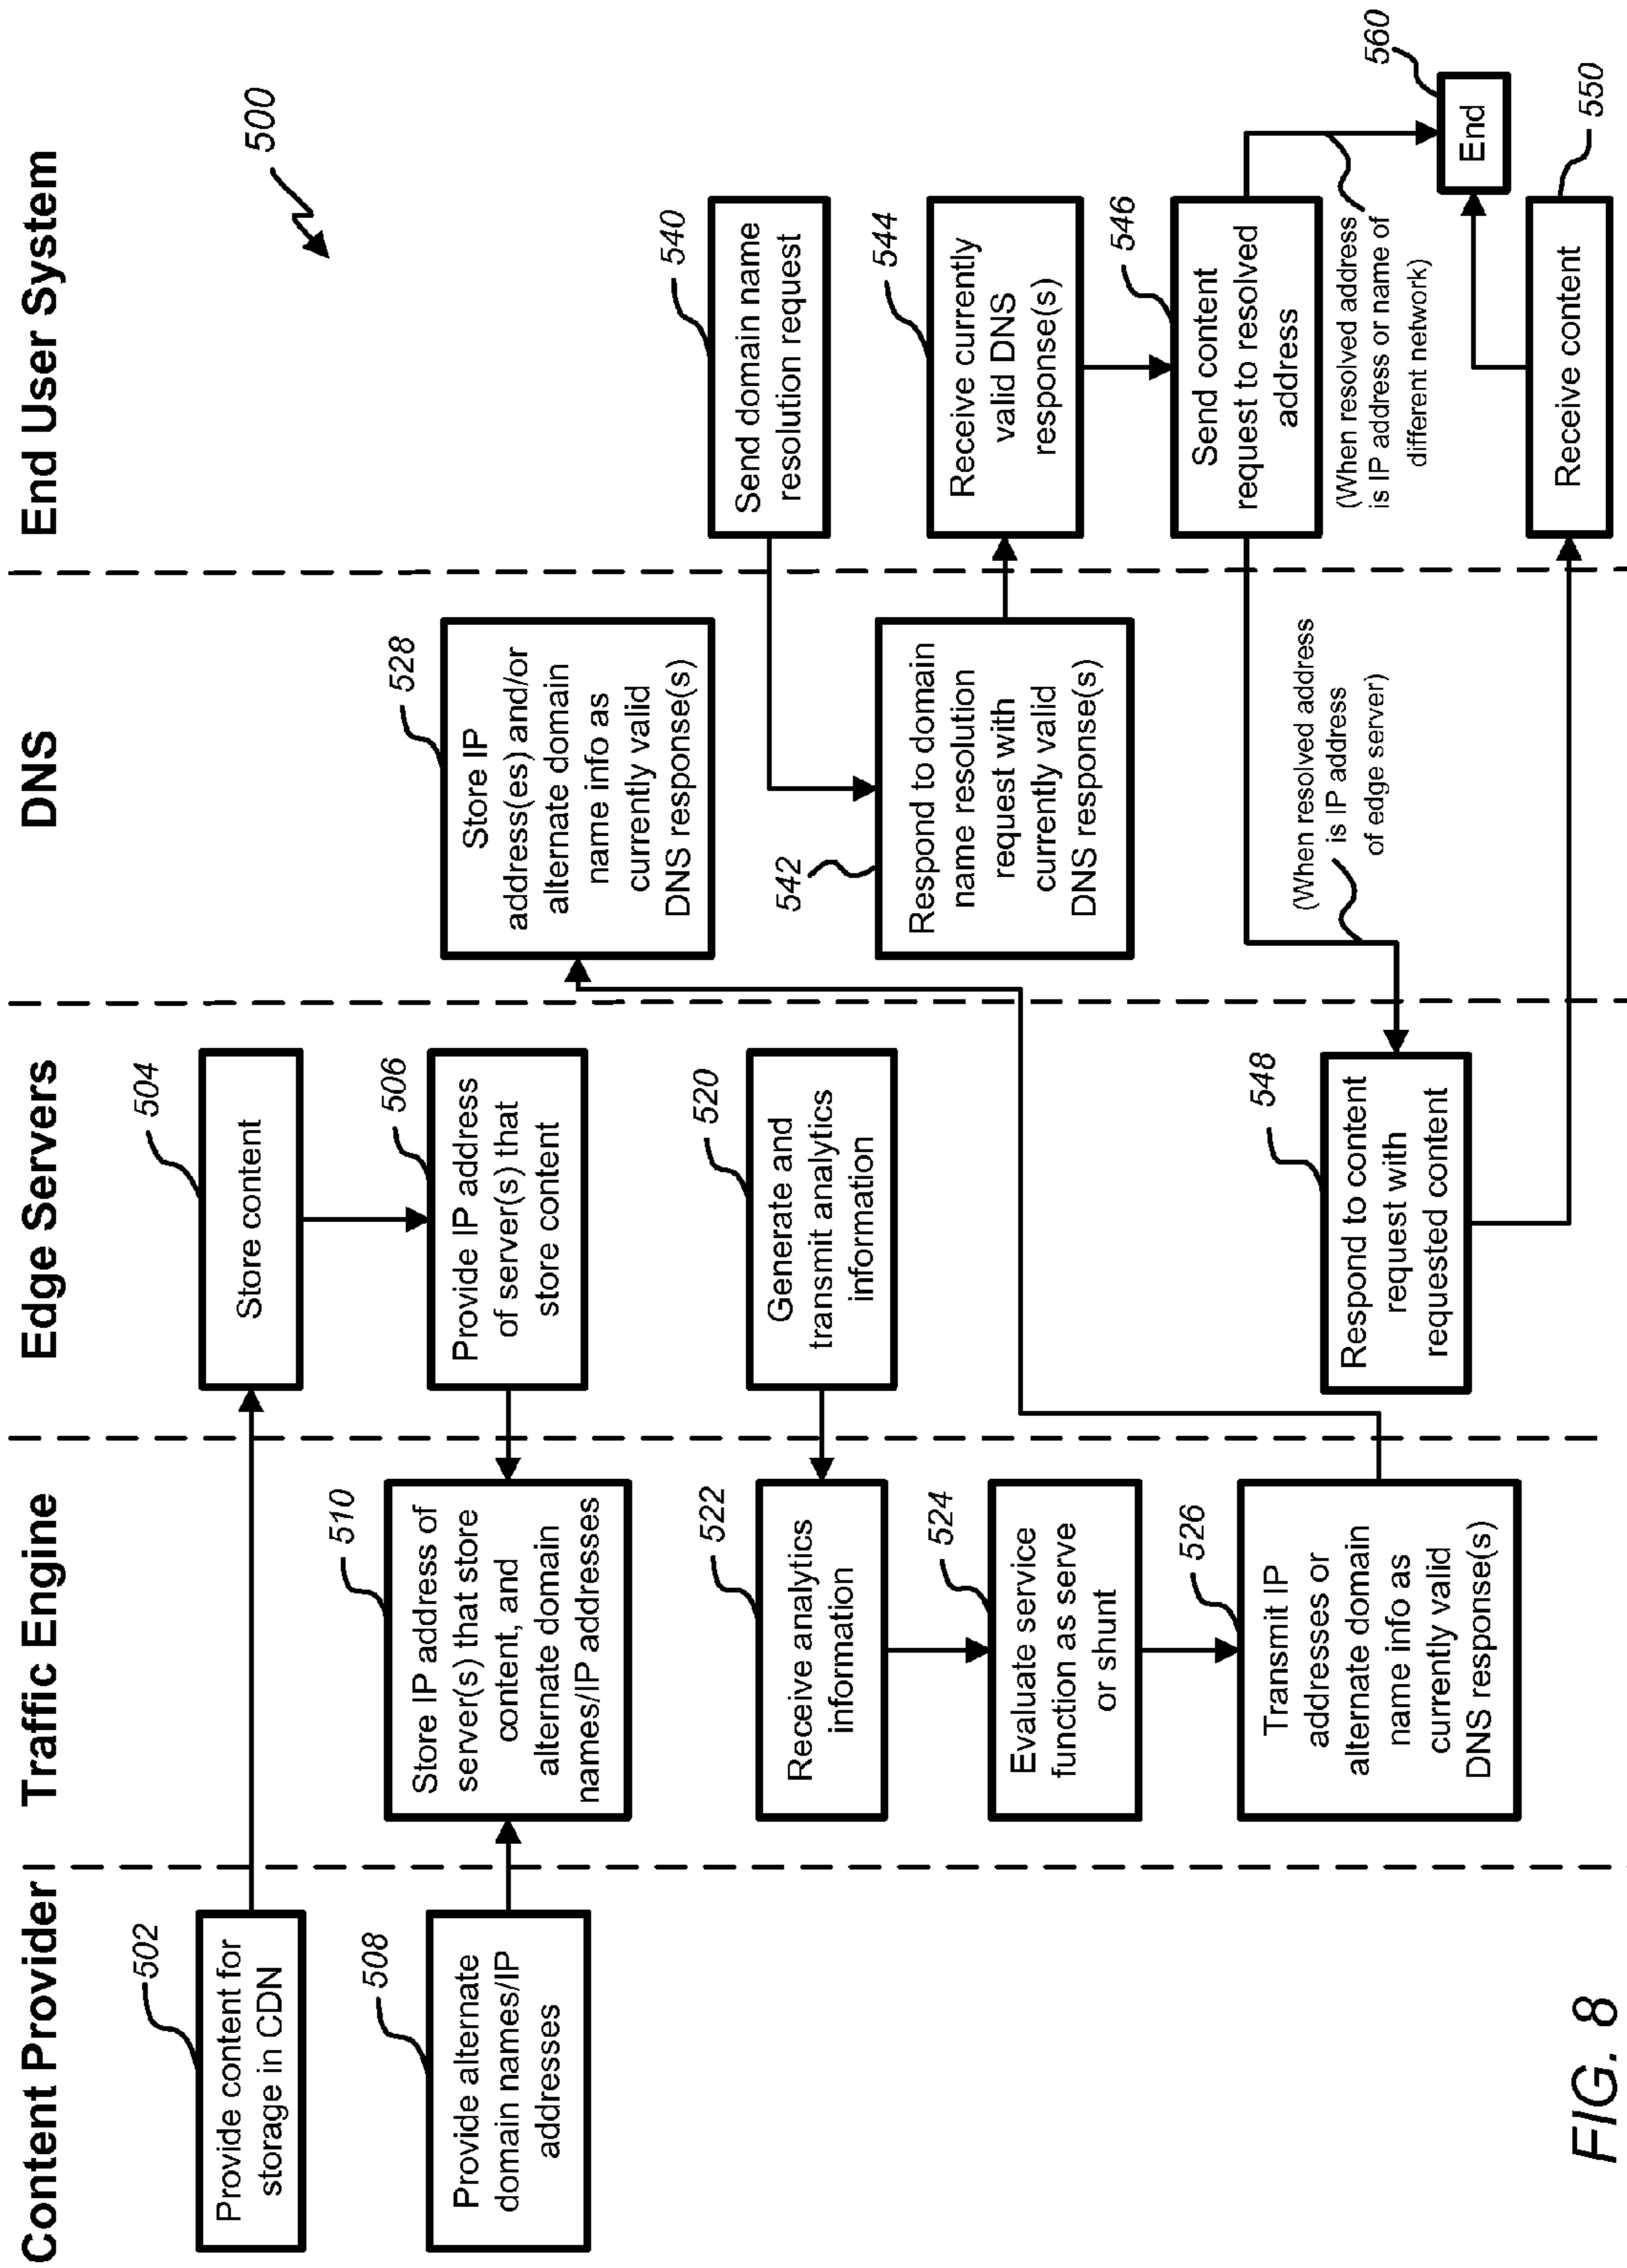 Content Provider
Traffic Engine
Edge Servers
DNS
End User System
500
502
Provide content for
storage in CDN
504
Store content
506
Provide IP address
of server(s) that
store content
508
Provide alternate
domain names/IP
addresses
510
Store IP address of
server(s) that store
content, and
alternate domain
names/IP addresses
520
Generate and
transmit analytics
information
522
Receive analytics
information
524
Evaluate service
function as serve
or shunt
526
Transmit IP
addresses or
alternate domain
name info as
currently valid
DNS response(s)
528
Store IP
address(es) and/or
alternate domain
name info as
currently valid
DNS response(s)
540
Send domain name
resolution request
542
Respond to domain
name resolution
request with
currently valid
DNS response(s)
544
Receive currently
valid DNS
response(s)
546
Send content
request to resolved
address
(When resolved address
is IP address
of edge server)
(When resolved address
is IP address or name of
different network)
548
Respond to content
request with
requested content
550
Receive content
560
End
FIG. 8